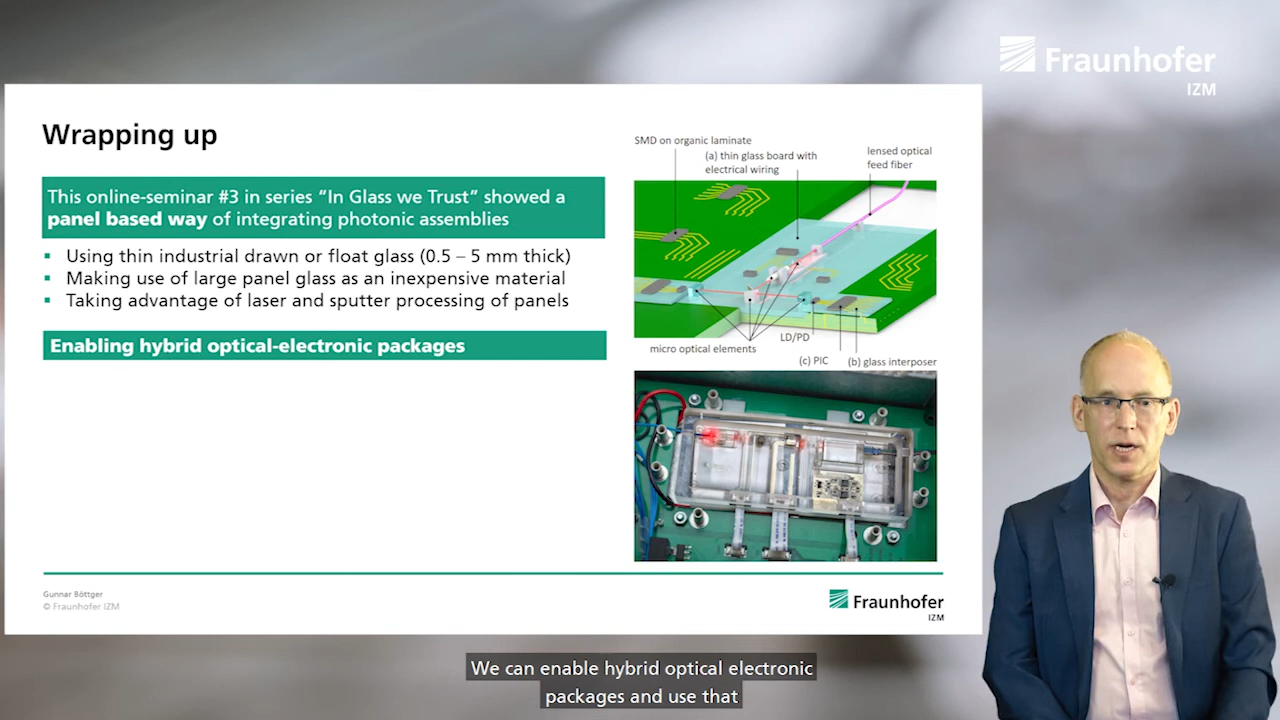 Fraunhofer
IZM
Wrapping up
This online-seminar #3 in series “In Glass we Trust” showed a
panel based way of integrating photonic assemblies
Using thin industrial drawn or float glass (0.5 – 5 mm thick)
Making use of large panel glass as an inexpensive material
Taking advantage of laser and sputter processing of panels
Enabling hybrid optical-electronic packages
SMD on organic laminate
(a) thin glass board with
electrical wiring
lensed optical
feed fiber
LD/PD
micro optical elements
(c) PIC
(b) glass interposer
Gunnar Böttger
© Fraunhofer IZM
Fraunhofer
IZM
We can enable hybrid optical electronic
packages and use that